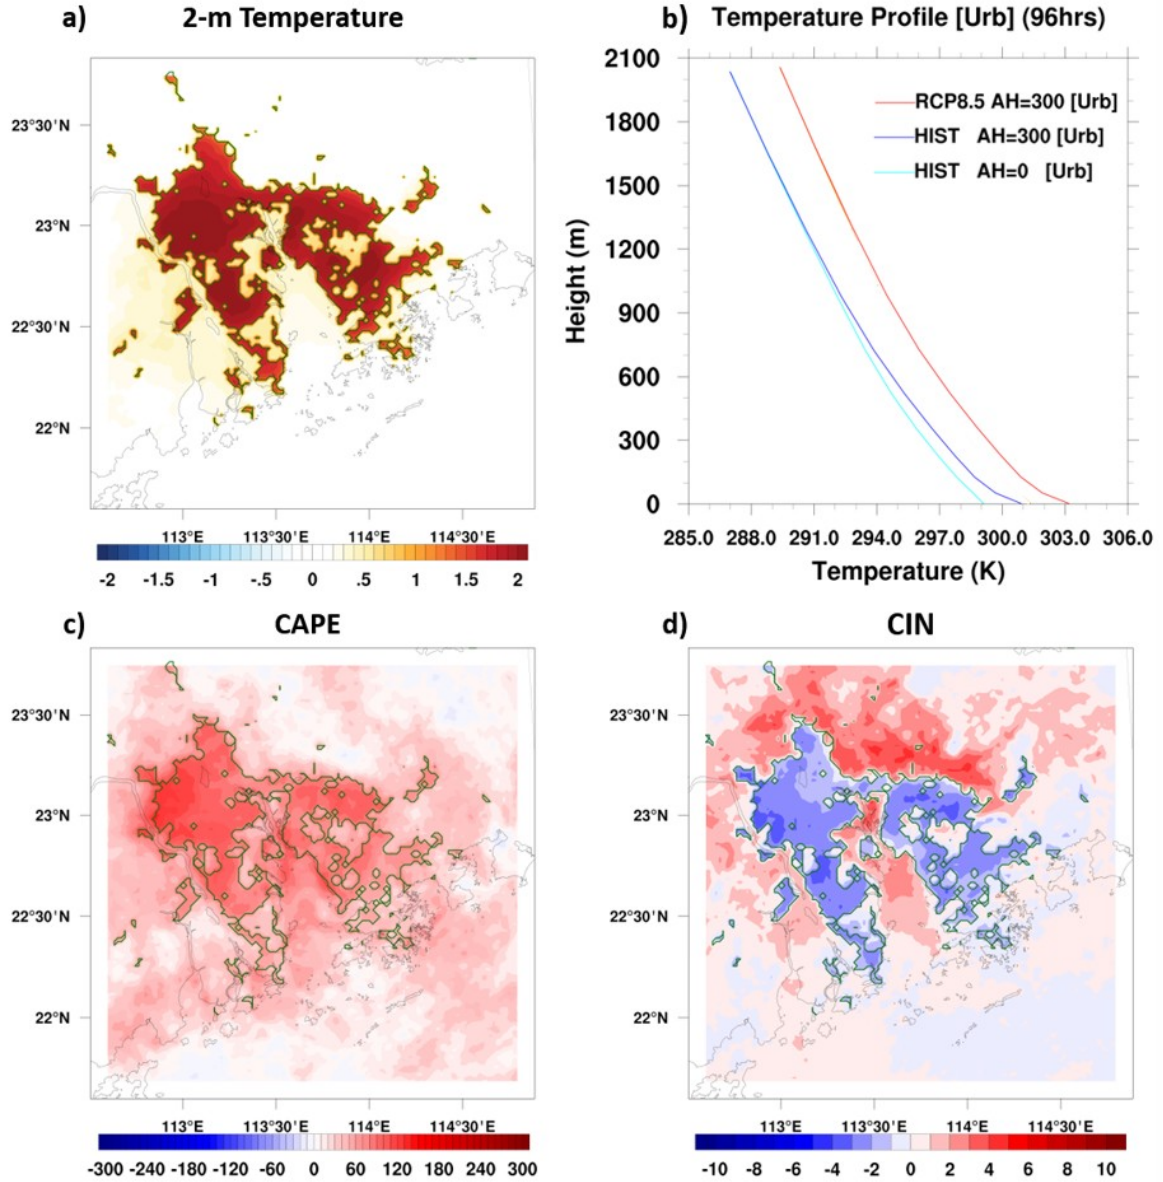 a) 2-m Temperature
23°30'N
23°N
22°30'N
22°N
113°E 113°30'E 114°E 114°30'E
-2 -1.5 -1 -.5 0 .5 1 1.5 2
b) Temperature Profile [Urb] (96hrs)
2100
1800
1500
1200
900
600
300
0
Height (m)
RCP8.5 AH=300 [Urb]
HIST AH=300 [Urb]
HIST AH=0 [Urb]
285.0 288.0 291.0 294.0 297.0 300.0 303.0 306.0
Temperature (K)
c) CAPE
23°30'N
23°N
22°30'N
22°N
113°E 113°30'E 114°E 114°30'E
-300 -240 -180 -120 -60 0 60 120 180 240 300
d) CIN
23°30'N
23°N
22°30'N
22°N
113°E 113°30'E 114°E 114°30'E
-10 -8 -6 -4 -2 0 2 4 6 8 10